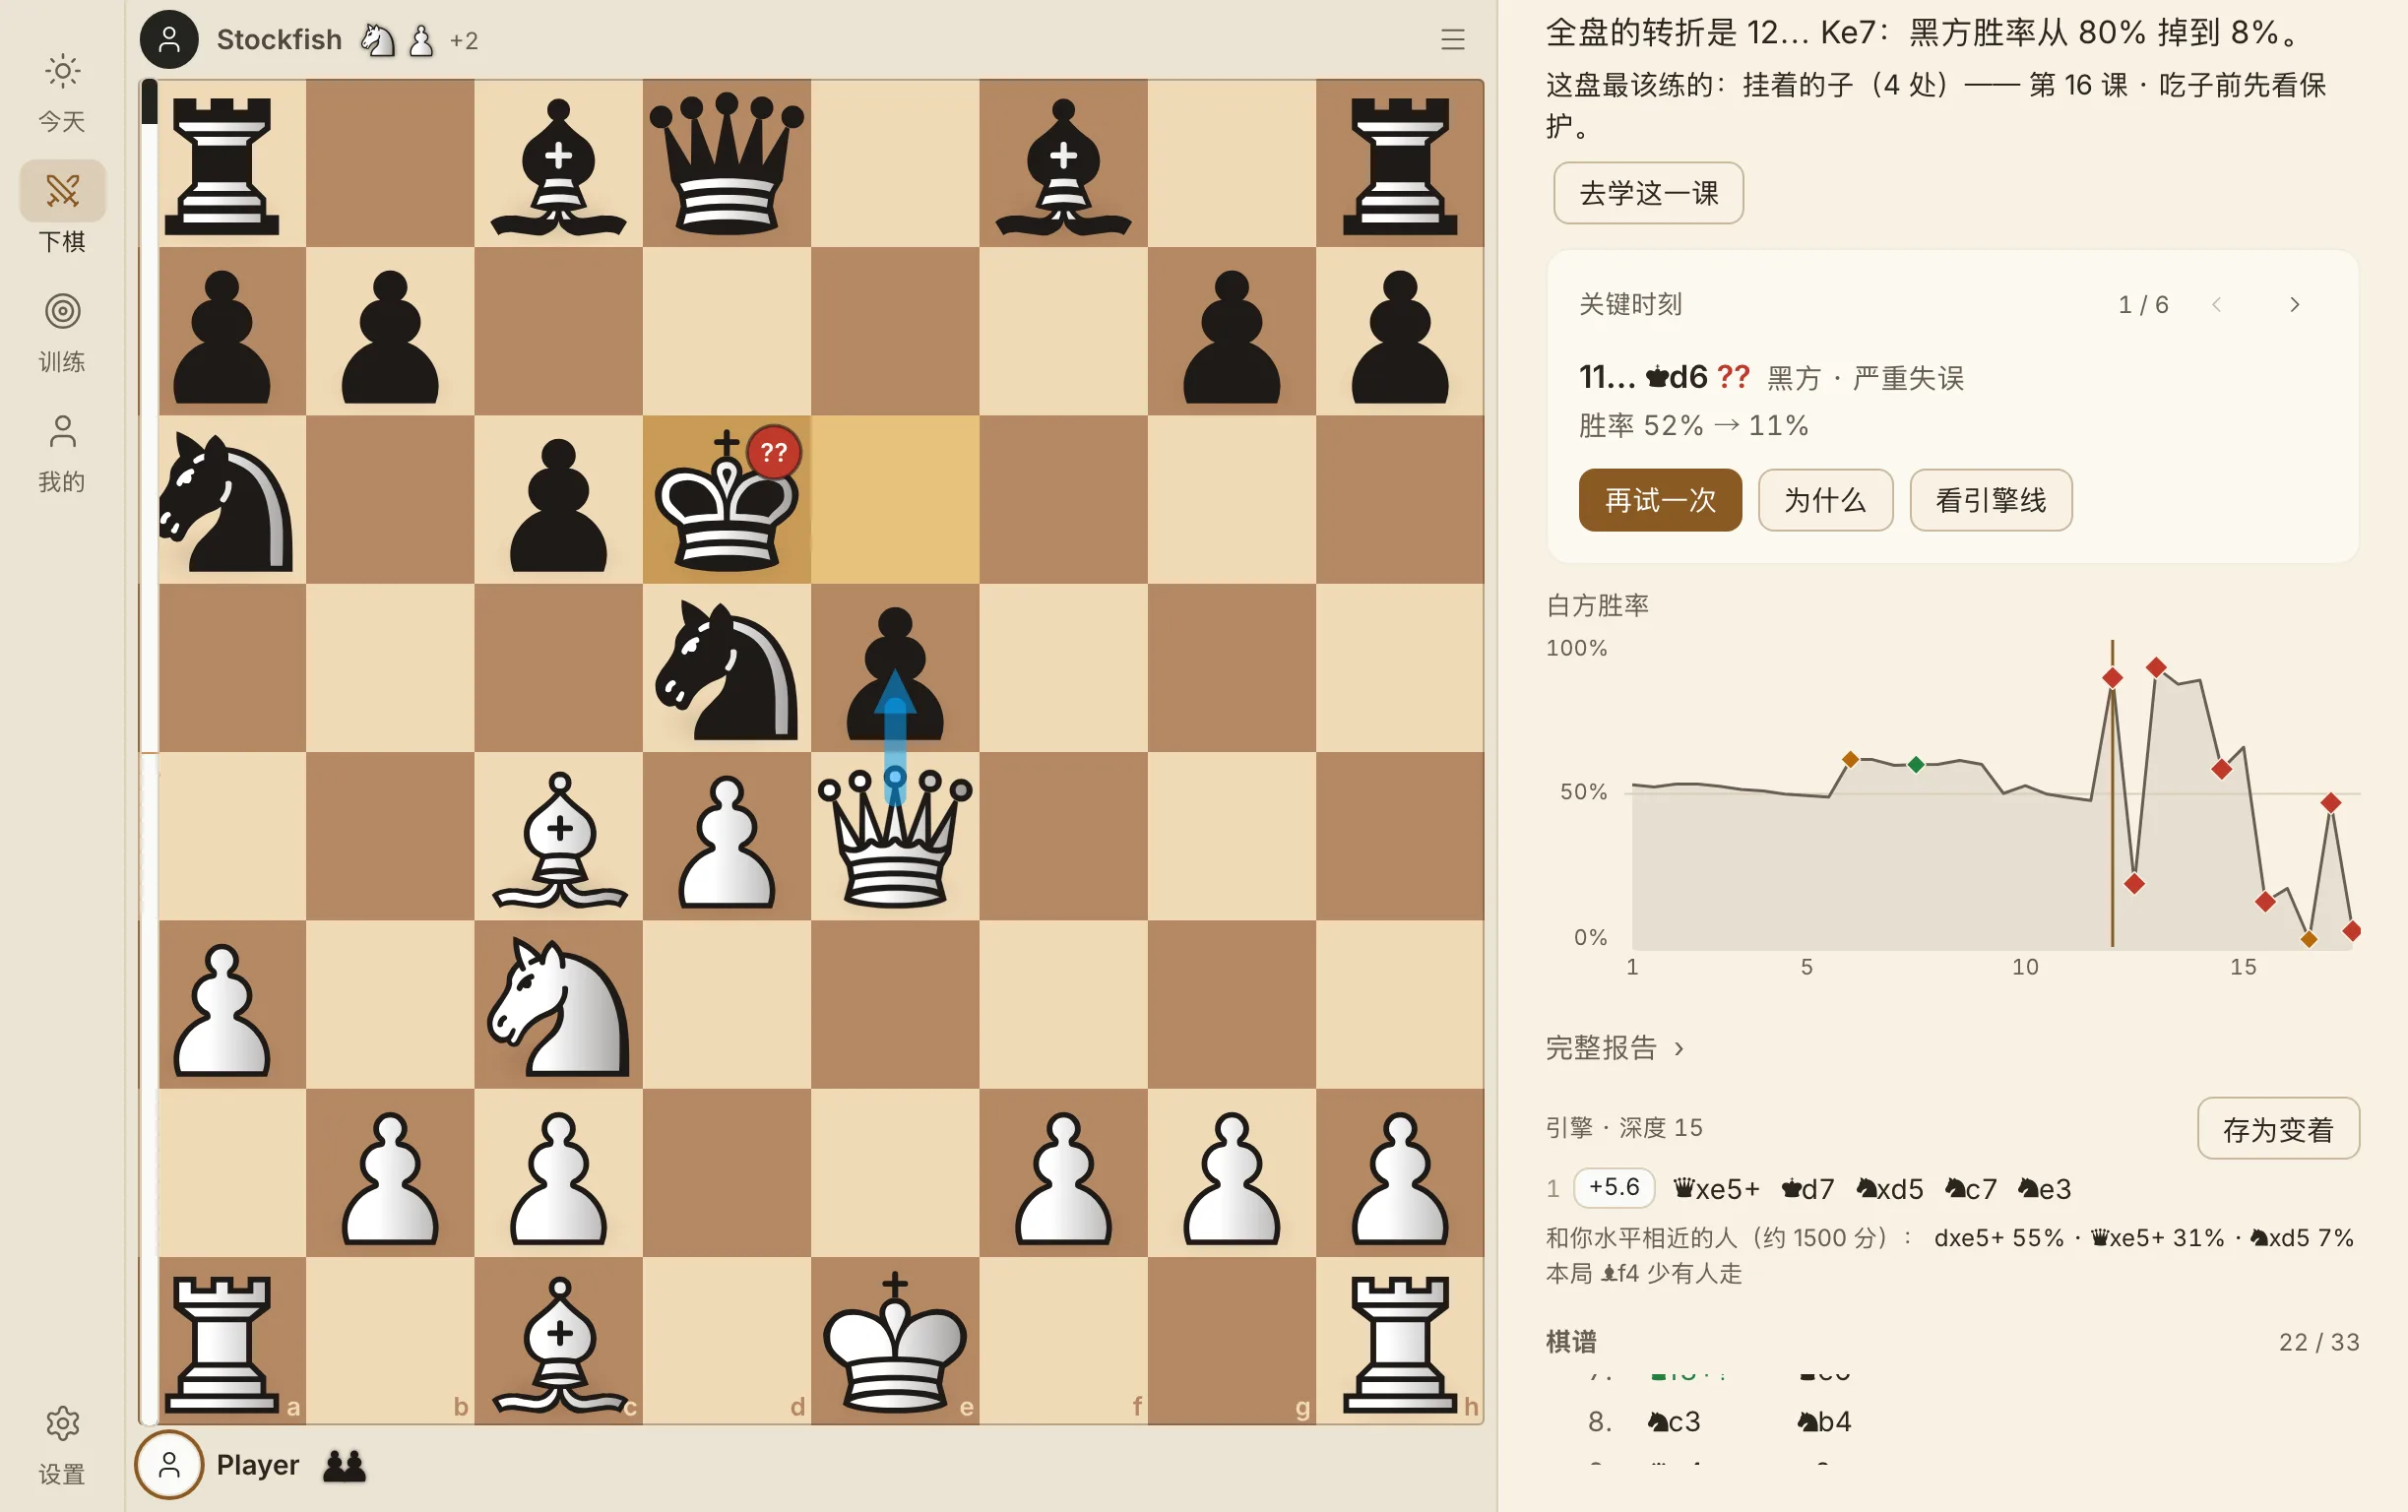 今天
下棋
训练
我的
设置
Stockfish +2
??
a b c d e f g h
Player
全盘的转折是 12... Ke7：黑方胜率从 80% 掉到 8%。
这盘最该练的：挂着的子（4 处）—— 第 16 课 · 吃子前先看保
护。
去学这一课
关键时刻 1 / 6
11... ♚d6 ?? 黑方 · 严重失误
胜率 52% → 11%
再试一次 为什么 看引擎线
白方胜率
100%
50%
0%
1 5 10 15
完整报告 ›
引擎 · 深度 15 存为变着
1 +5.6 ♛xe5+ ♚d7 ♞xd5 ♞c7 ♞e3
和你水平相近的人（约 1500 分）： dxe5+ 55% · ♛xe5+ 31% · ♞xd5 7%
本局 ♝f4 少有人走
棋谱 22 / 33
8. ♞c3 ♞b4